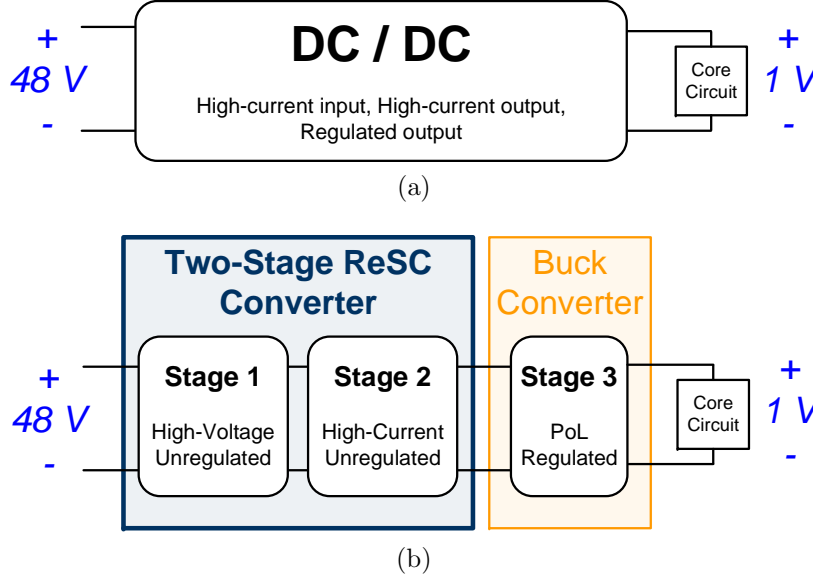 +
48 V
-
DC / DC
High-current input, High-current output,
Regulated output
Core
Circuit
+
1 V
-
(a)
Two-Stage ReSC
Converter
Buck
Converter
+
48 V
-
Stage 1
High-Voltage
Unregulated
Stage 2
High-Current
Unregulated
Stage 3
PoL
Regulated
Core
Circuit
+
1 V
-
(b)